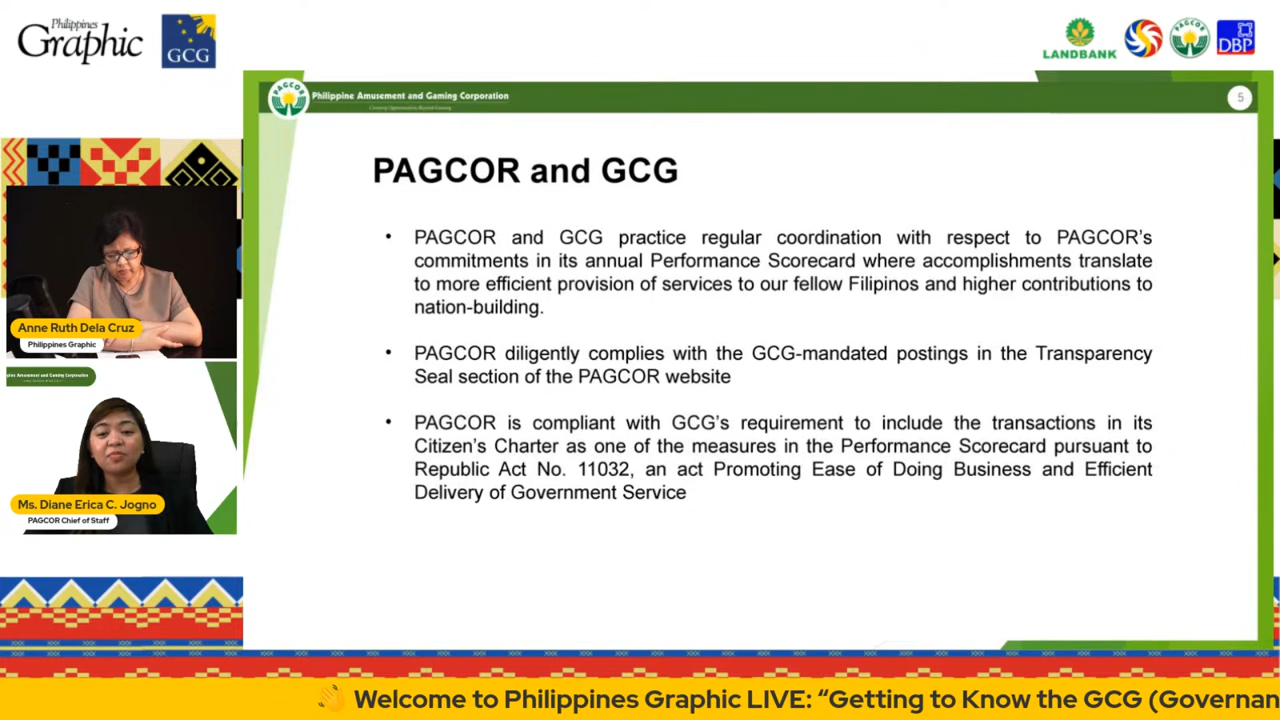 Philippines
Graphic
GCG
LANDBANK
PAGCOR
DBP
PAGCOR
Philippine Amusement and Gaming Corporation
5
PAGCOR and GCG
• PAGCOR and GCG practice regular coordination with respect to PAGCOR's
commitments in its annual Performance Scorecard where accomplishments translate
to more efficient provision of services to our fellow Filipinos and higher contributions to
nation-building.
• PAGCOR diligently complies with the GCG-mandated postings in the Transparency
Seal section of the PAGCOR website
• PAGCOR is compliant with GCG's requirement to include the transactions in its
Citizen's Charter as one of the measures in the Performance Scorecard pursuant to
Republic Act No. 11032, an act Promoting Ease of Doing Business and Efficient
Delivery of Government Service
Anne Ruth Dela Cruz
Philippines Graphic
Amusement and Gaming Corporation
Ms. Diane Erica C. Jogno
PAGCOR Chief of Staff
👋 Welcome to Philippines Graphic LIVE: “Getting to Know the GCG (Governan